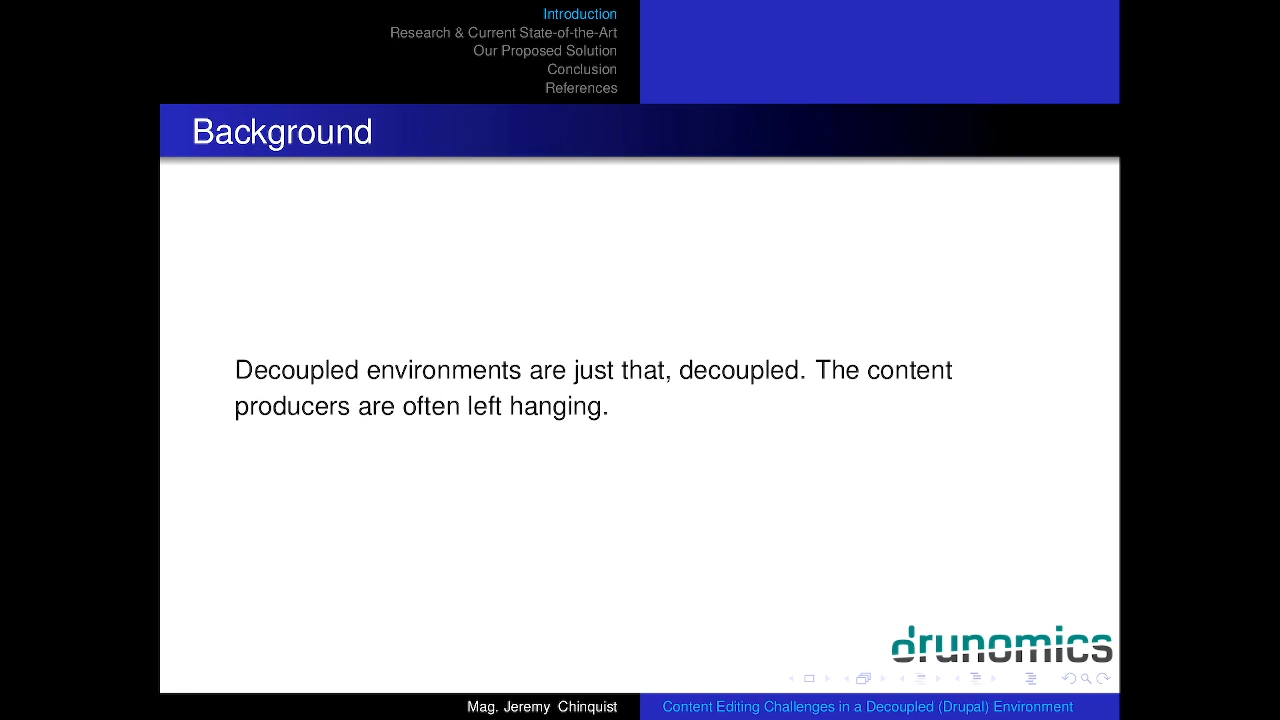 Introduction
Research & Current State-of-the-Art
Our Proposed Solution
Conclusion
References
Background
Decoupled environments are just that, decoupled. The content
producers are often left hanging.
drunomics
Mag. Jeremy Chinquist
Content Editing Challenges in a Decoupled (Drupal) Environment